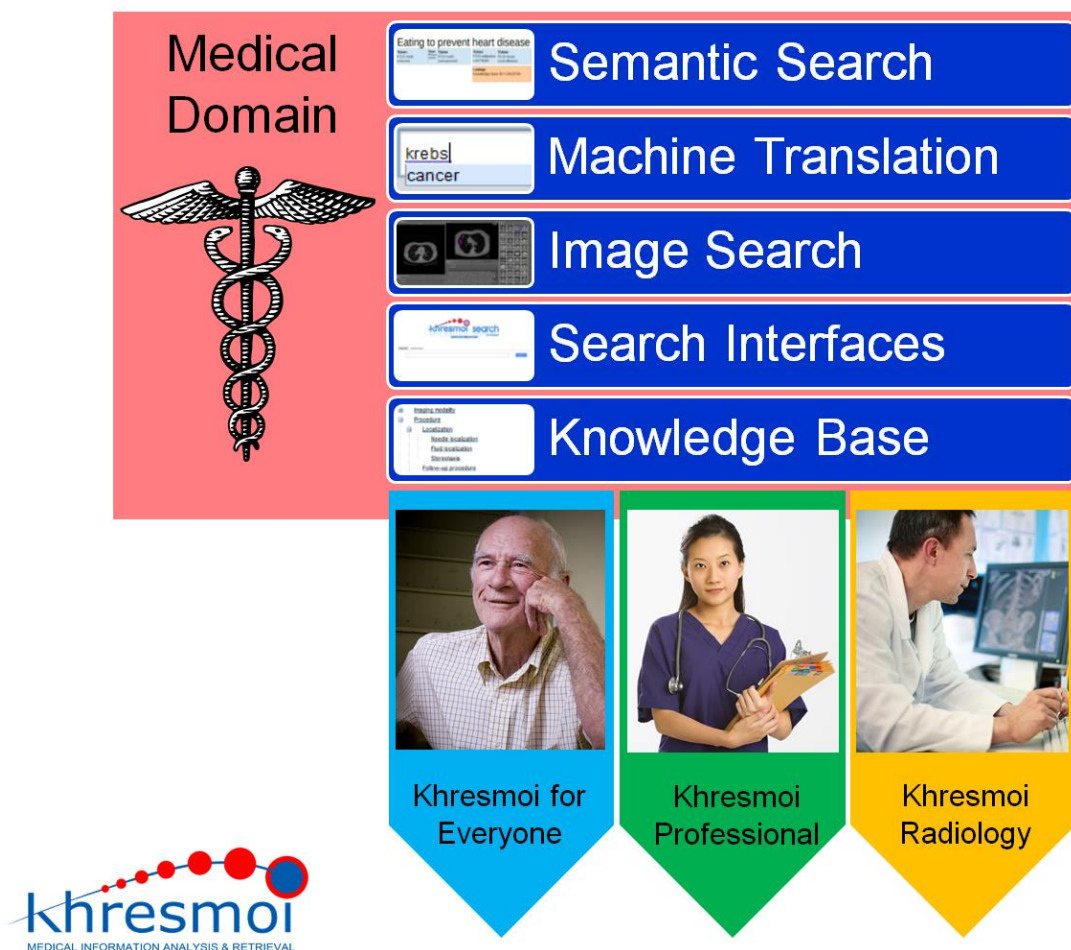 Medical
Domain
Eating to prevent heart disease
Semantic Search
krebs
cancer
Machine Translation
Image Search
khresmoi search
Search Interfaces
Imaging modality
Procedure
Localization
Needle localization
Fluid localization
Stereotaxis
Follow-up procedure
Knowledge Base
Khresmoi for
Everyone
Khresmoi
Professional
Khresmoi
Radiology
khresmoi
MEDICAL INFORMATION ANALYSIS & RETRIEVAL